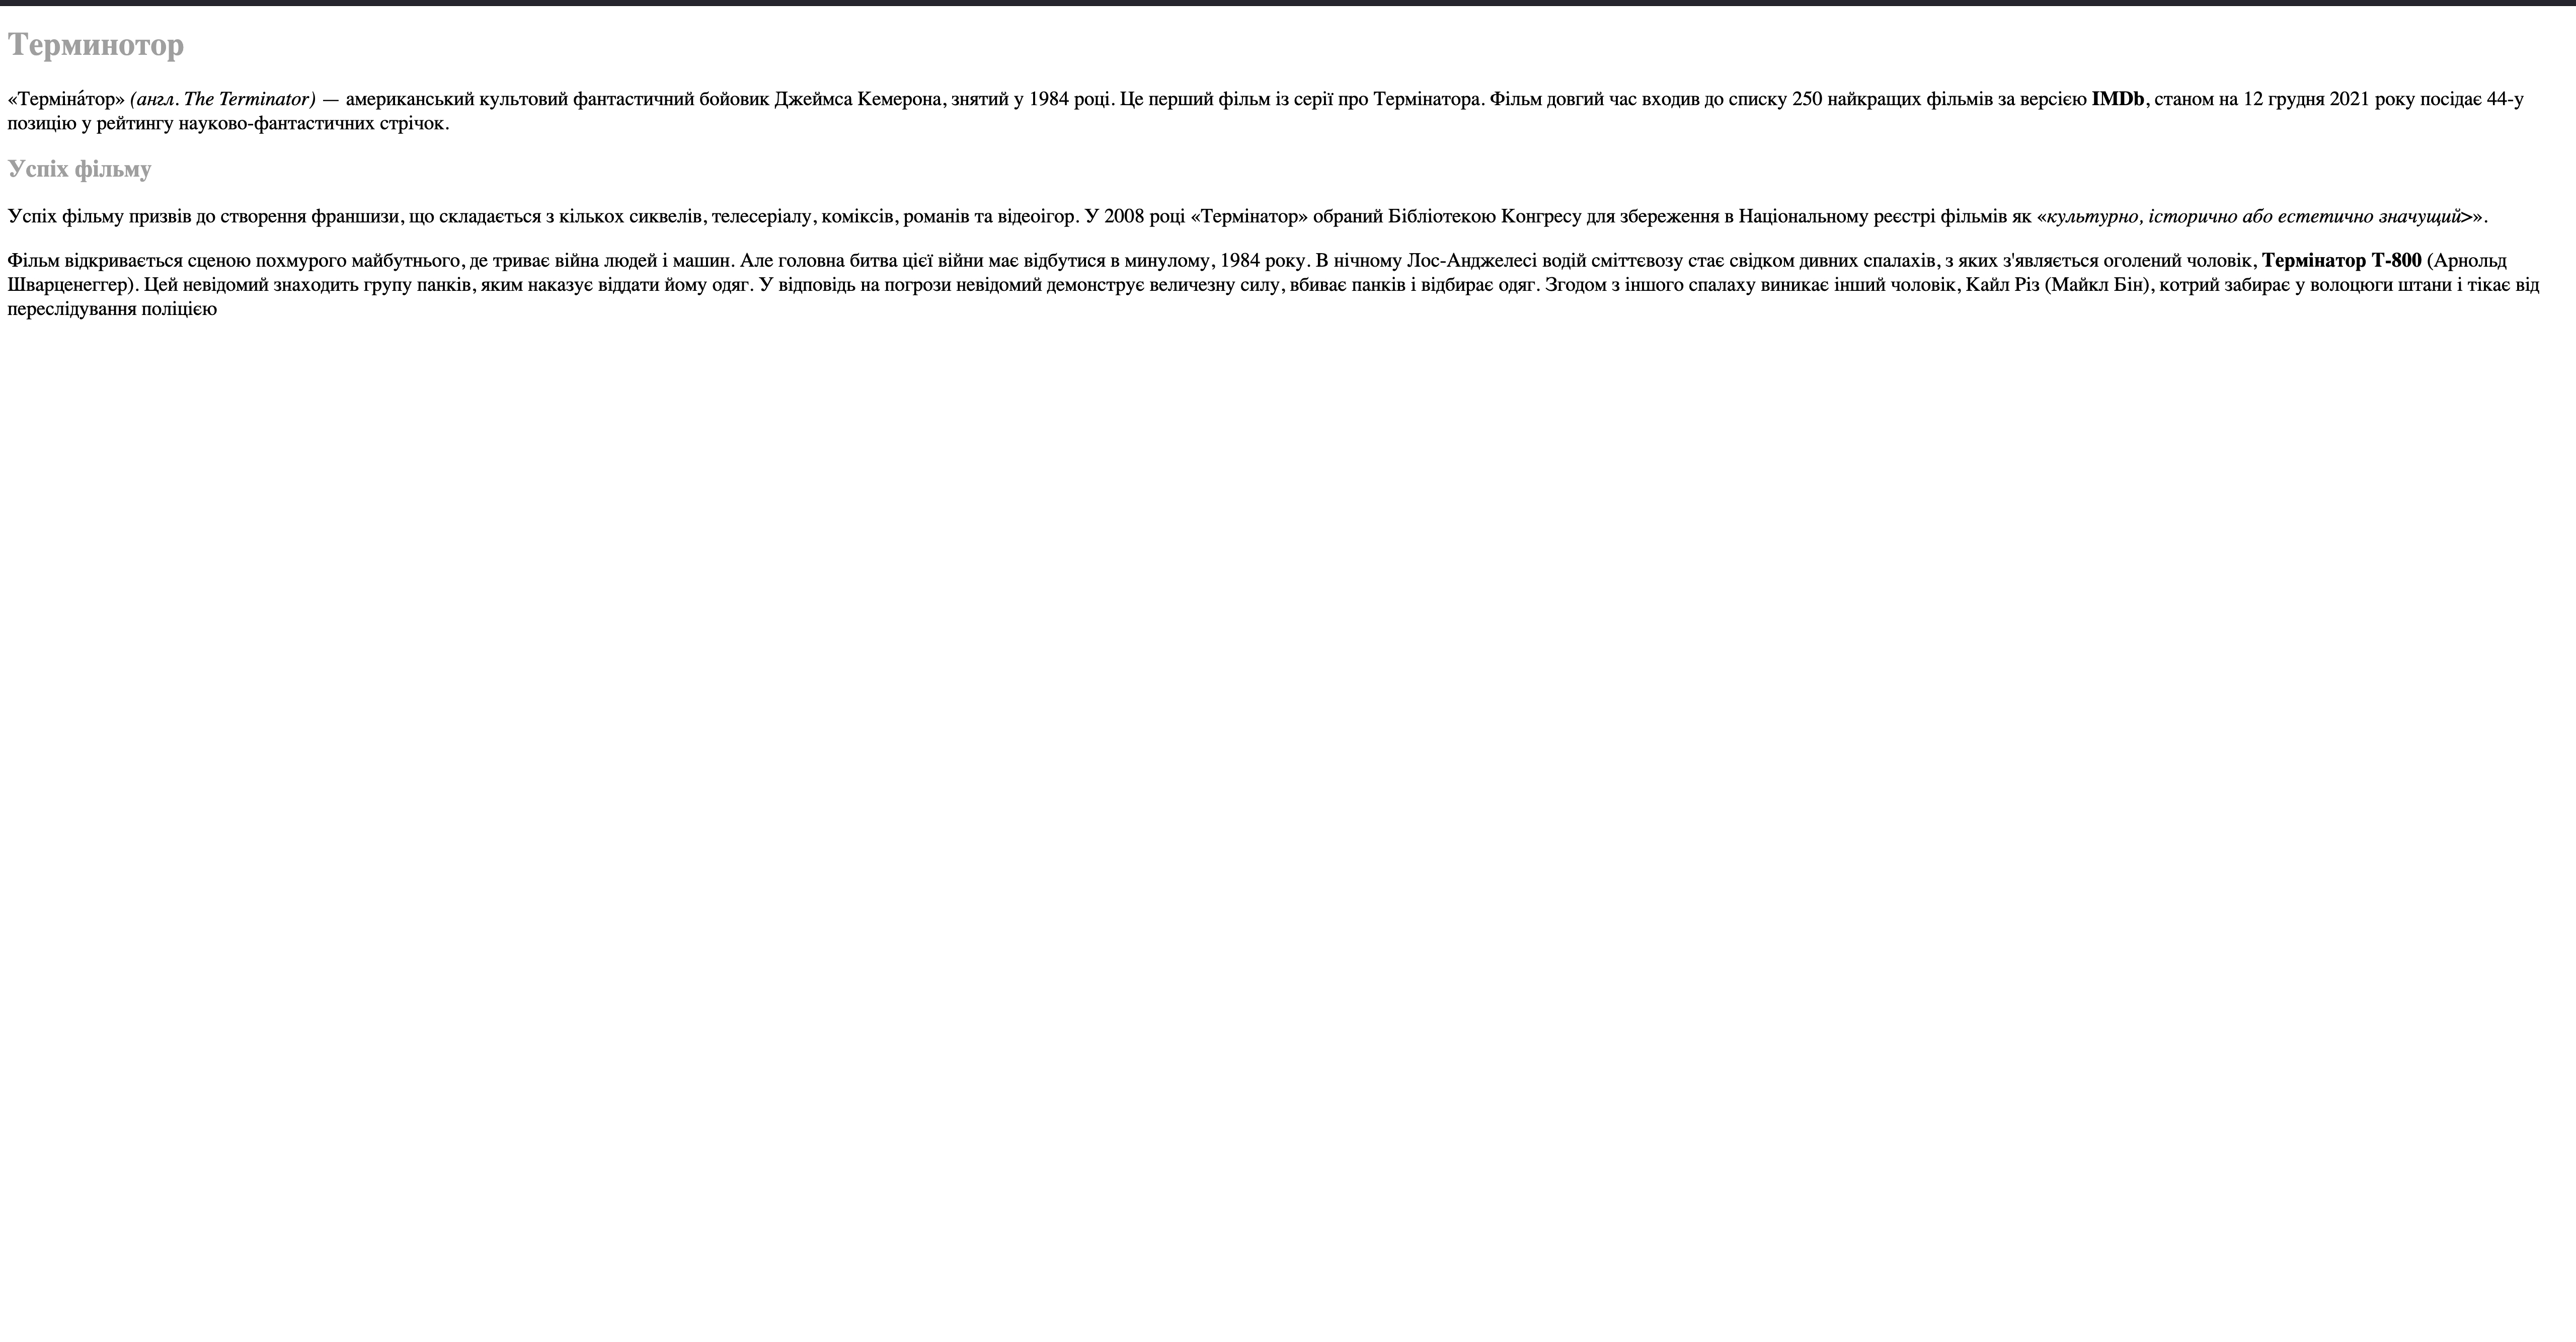 Терминотор
«Терміна́тор» (англ. The Terminator) — американський культовий фантастичний бойовик Джеймса Кемерона, знятий у 1984 році. Це перший фільм із серії про Термінатора. Фільм довгий час входив до списку 250 найкращих фільмів за версією IMDb, станом на 12 грудня 2021 року посідає 44-у
позицію у рейтингу науково-фантастичних стрічок.
Успіх фільму
Успіх фільму призвів до створення франшизи, що складається з кількох сиквелів, телесеріалу, коміксів, романів та відеоігор. У 2008 році «Термінатор» обраний Бібліотекою Конгресу для збереження в Національному реєстрі фільмів як «культурно, історично або естетично значущий>».
Фільм відкривається сценою похмурого майбутнього, де триває війна людей і машин. Але головна битва цієї війни має відбутися в минулому, 1984 року. В нічному Лос-Анджелесі водій сміттєвозу стає свідком дивних спалахів, з яких з'являється оголений чоловік, Термінатор Т-800 (Арнольд
Шварценеггер). Цей невідомий знаходить групу панків, яким наказує віддати йому одяг. У відповідь на погрози невідомий демонструє величезну силу, вбиває панків і відбирає одяг. Згодом з іншого спалаху виникає інший чоловік, Кайл Різ (Майкл Бін), котрий забирає у волоцюги штани і тікає від
переслідування поліцією